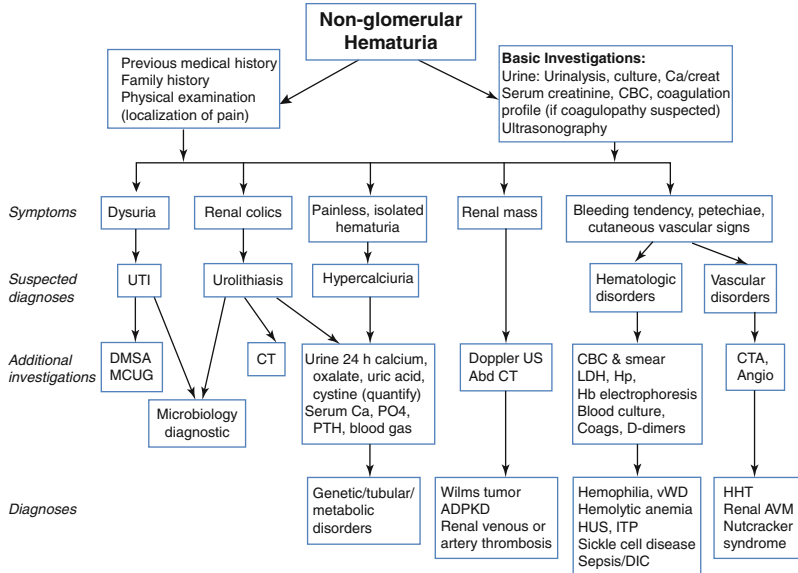 Non-glomerular
Hematuria
Previous medical history
Family history
Physical examination
(localization of pain)
Basic Investigations:
Urine: Urinalysis, culture, Ca/creat
Serum creatinine, CBC, coagulation
profile (if coagulopathy suspected)
Ultrasonography
Symptoms
Dysuria
Renal colics
Painless, isolated
hematuria
Renal mass
Bleeding tendency, petechiae,
cutaneous vascular signs
Suspected
diagnoses
UTI
Urolithiasis
Hypercalciuria
Hematologic
disorders
Vascular
disorders
Additional
investigations
DMSA
MCUG
Microbiology
diagnostic
CT
Urine 24 h calcium,
oxalate, uric acid,
cystine (quantify)
Serum Ca, PO4,
PTH, blood gas
Doppler US
Abd CT
CBC & smear
LDH, Hp,
Hb electrophoresis
Blood culture,
Coags, D-dimers
CTA,
Angio
Diagnoses
Genetic/tubular/
metabolic
disorders
Wilms tumor
ADPKD
Renal venous or
artery thrombosis
Hemophilia, vWD
Hemolytic anemia
HUS, ITP
Sickle cell disease
Sepsis/DIC
HHT
Renal AVM
Nutcracker
syndrome